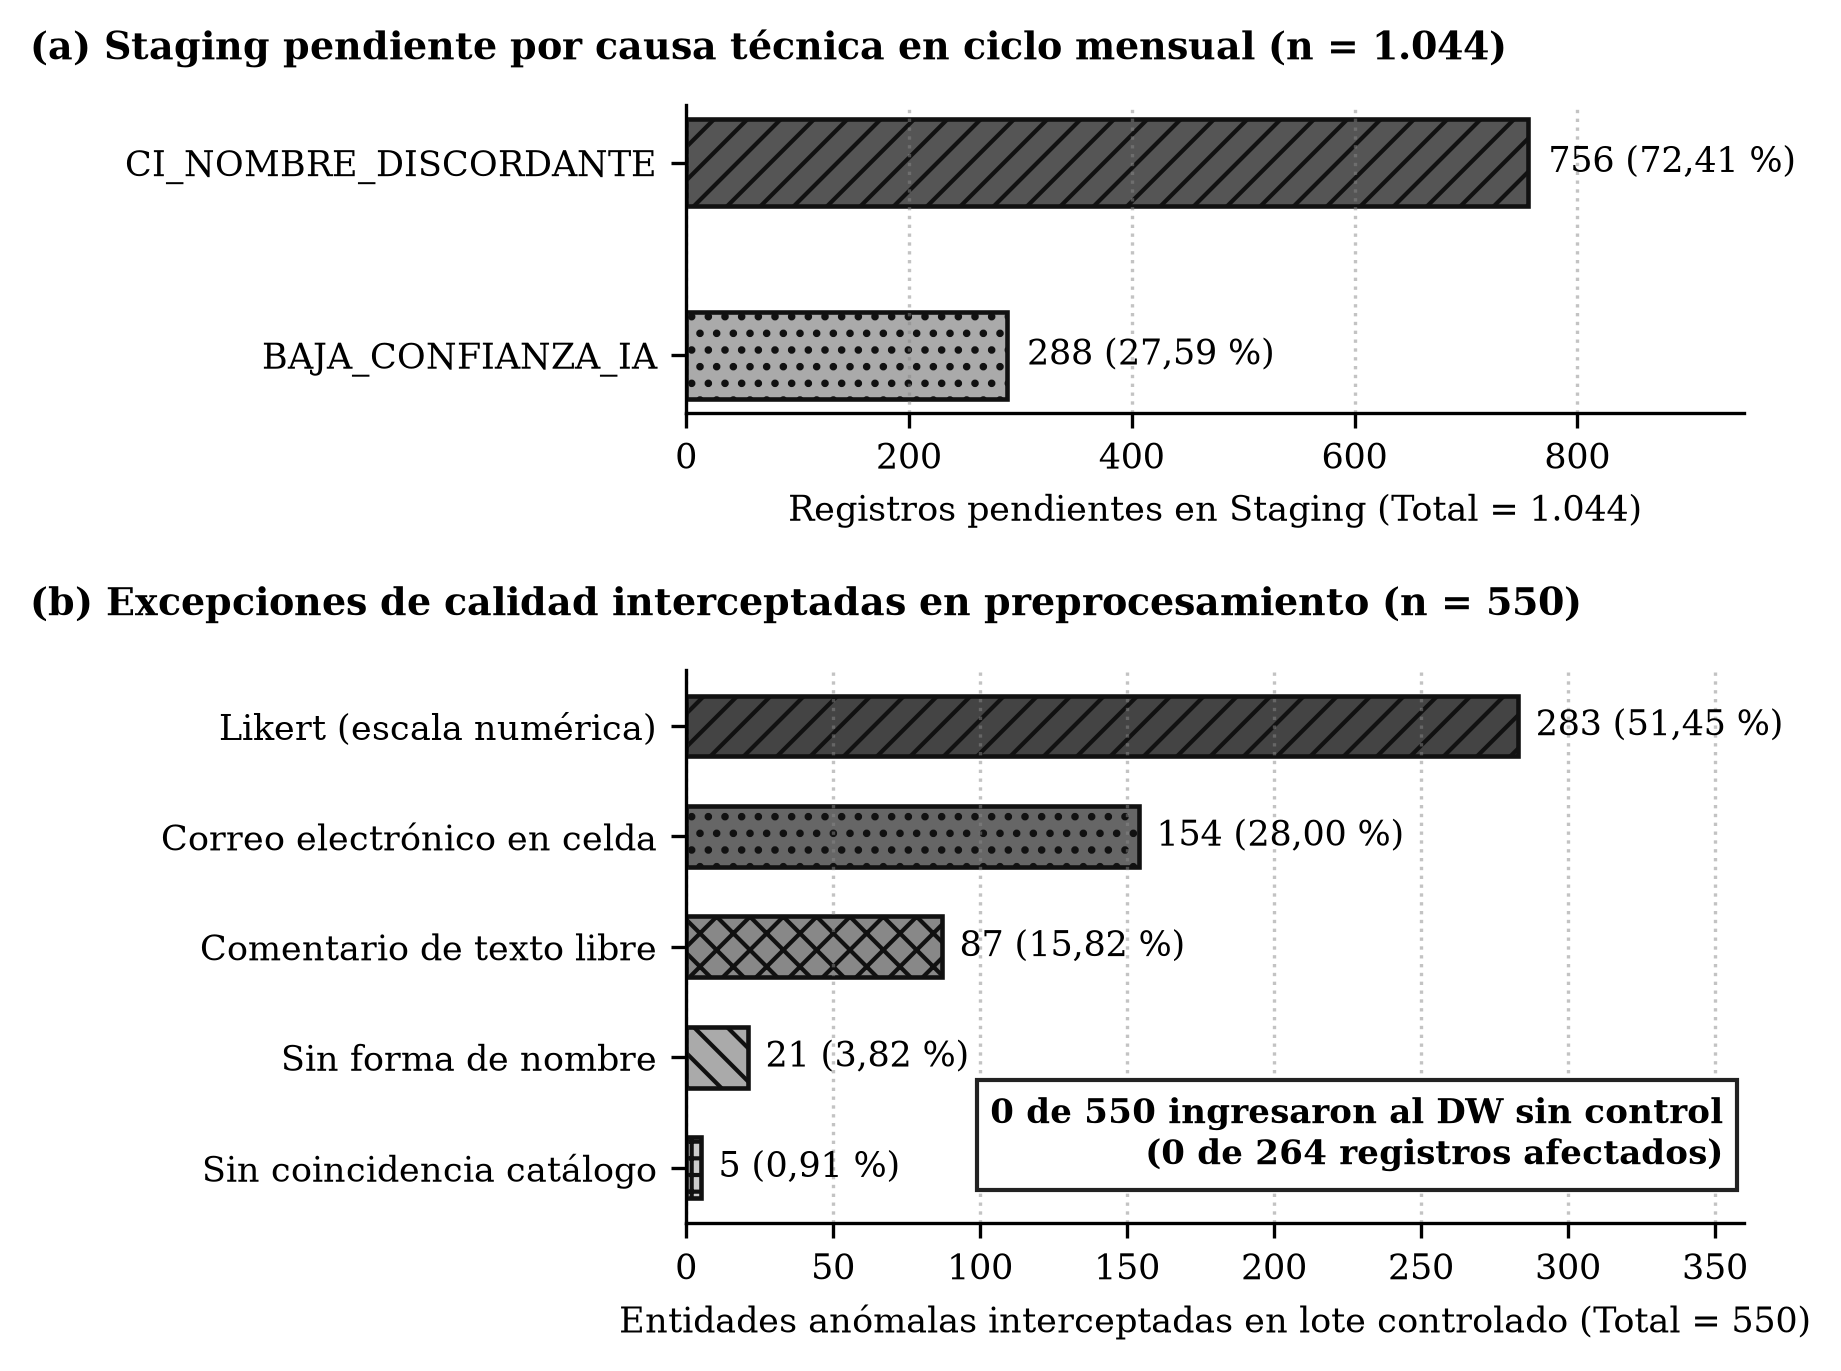 (a) Staging pendiente por causa técnica en ciclo mensual (n = 1.044)
CI_NOMBRE_DISCORDANTE
756 (72,41 %)
BAJA_CONFIANZA_IA
288 (27,59 %)
0 200 400 600 800
Registros pendientes en Staging (Total = 1.044)
(b) Excepciones de calidad interceptadas en preprocesamiento (n = 550)
Likert (escala numérica)
283 (51,45 %)
Correo electrónico en celda
154 (28,00 %)
Comentario de texto libre
87 (15,82 %)
Sin forma de nombre
21 (3,82 %)
0 de 550 ingresaron al DW sin control
(0 de 264 registros afectados)
Sin coincidencia catálogo
5 (0,91 %)
0 50 100 150 200 250 300 350
Entidades anómalas interceptadas en lote controlado (Total = 550)